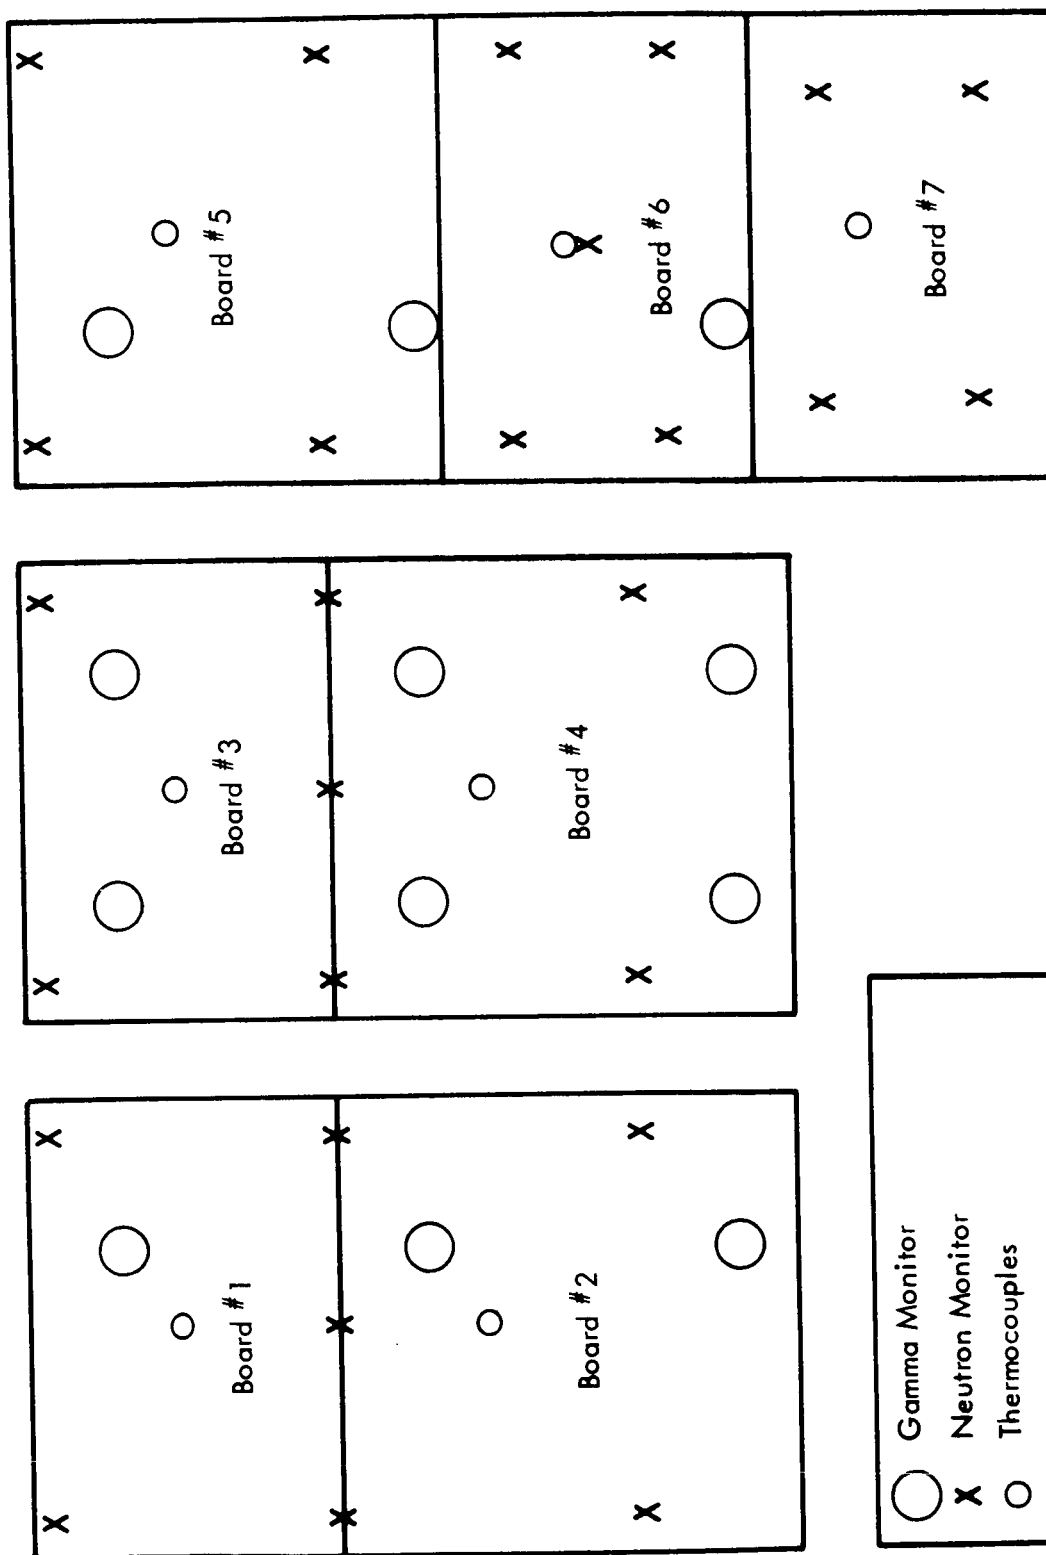 Board #1
Board #2
Board #3
Board #4
Board #5
Board #6
Board #7
Gamma Monitor
X Neutron Monitor
Thermocouples